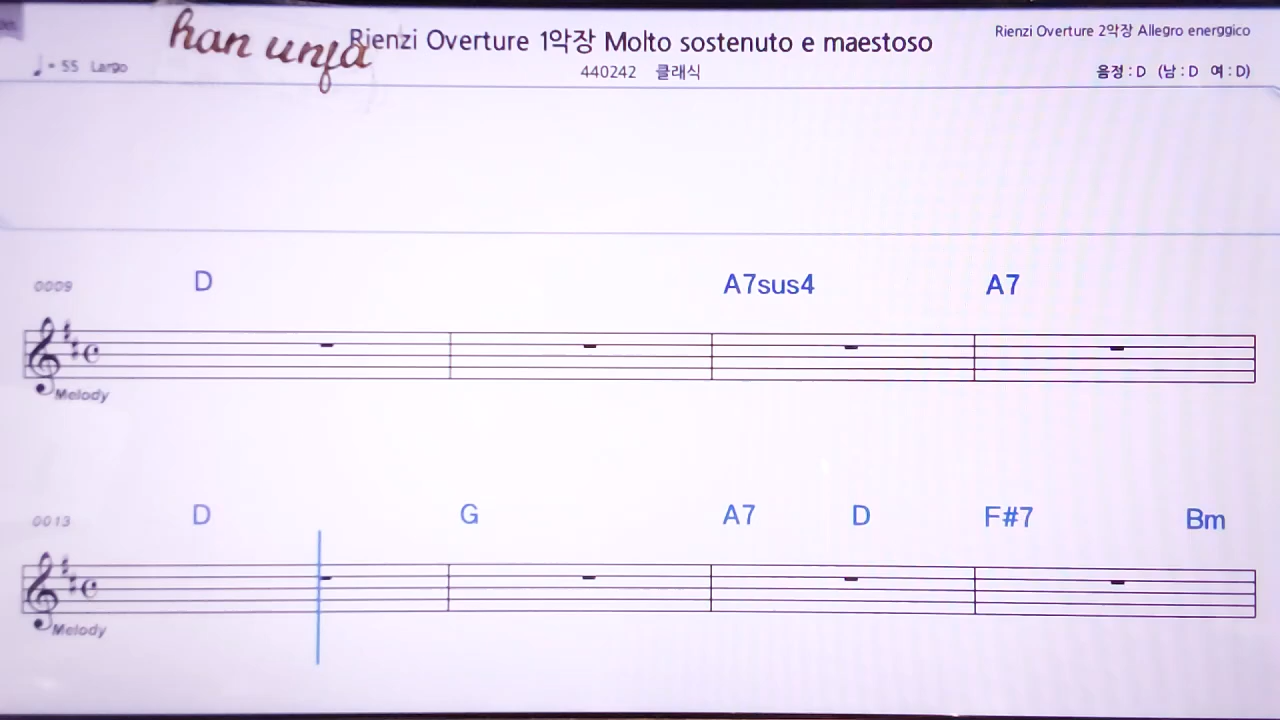 han unfa
Rienzi Overture 1악장 Molto sostenuto e maestoso
Rienzi Overture 2악장 Allegro energgico
♩= 55 Largo
440242 클래식
음정 : D (남 : D 여 : D)
0009 D A7sus4 A7
Melody
0013 D G A7 D F#7 Bm
Melody